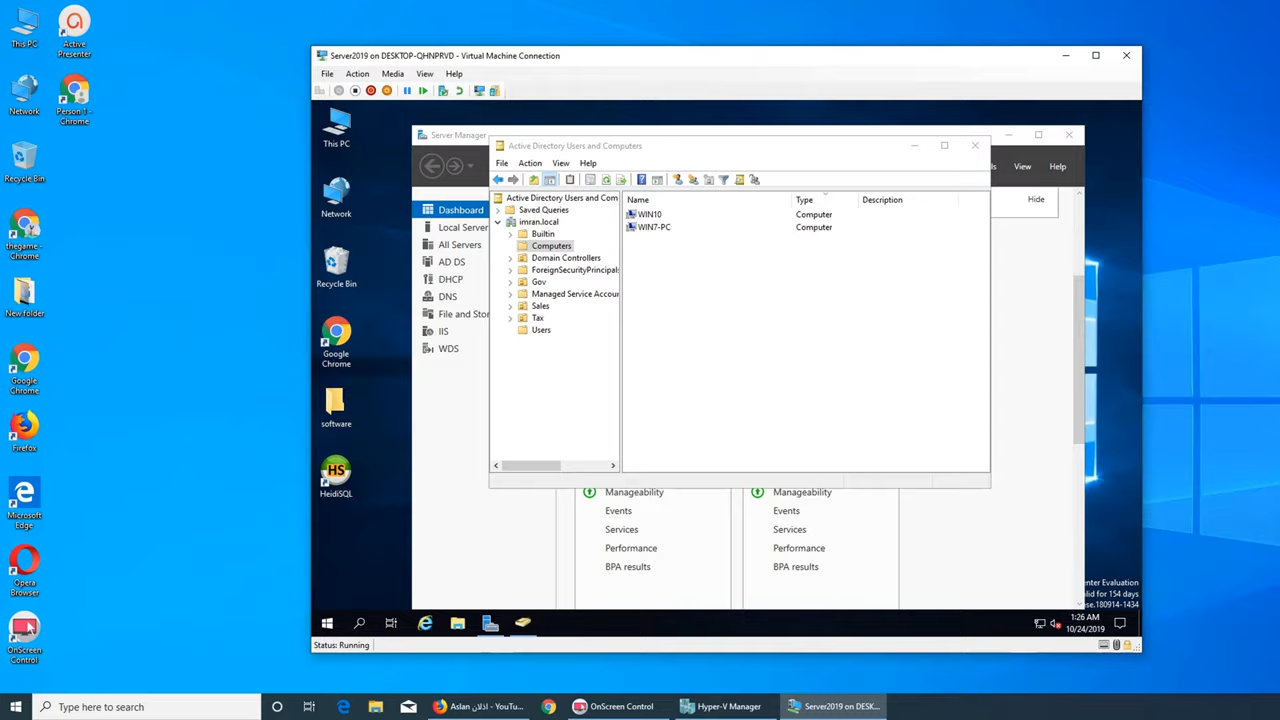 This PC
Active
Presenter
Network
Person 1 -
Chrome
Recycle Bin
thegame -
Chrome
New folder
Google
Chrome
Firefox
Microsoft
Edge
Opera
Browser
OnScreen
Control
Server2019 on DESKTOP-QHNPRVD - Virtual Machine Connection
File Action Media View Help
This PC
Network
Recycle Bin
Google
Chrome
software
HS
HeidiSQL
Server Manager
View Help
Hide
Dashboard
Local Server
All Servers
AD DS
DHCP
DNS
File and Stor
IIS
WDS
Active Directory Users and Computers
File Action View Help
Active Directory Users and Com
Saved Queries
imran.local
Builtin
Computers
Domain Controllers
ForeignSecurityPrincipals
Gov
Managed Service Accoun
Sales
Tax
Users
Name Type Description
WIN10 Computer
WIN7-PC Computer
Manageability
Events
Services
Performance
BPA results
Manageability
Events
Services
Performance
BPA results
enter Evaluation
alid for 154 days
ase.180914-1434
1:26 AM
10/24/2019
Status: Running
Type here to search
Aslan اذلان - YouTu...
OnScreen Control
Hyper-V Manager
Server2019 on DESK...